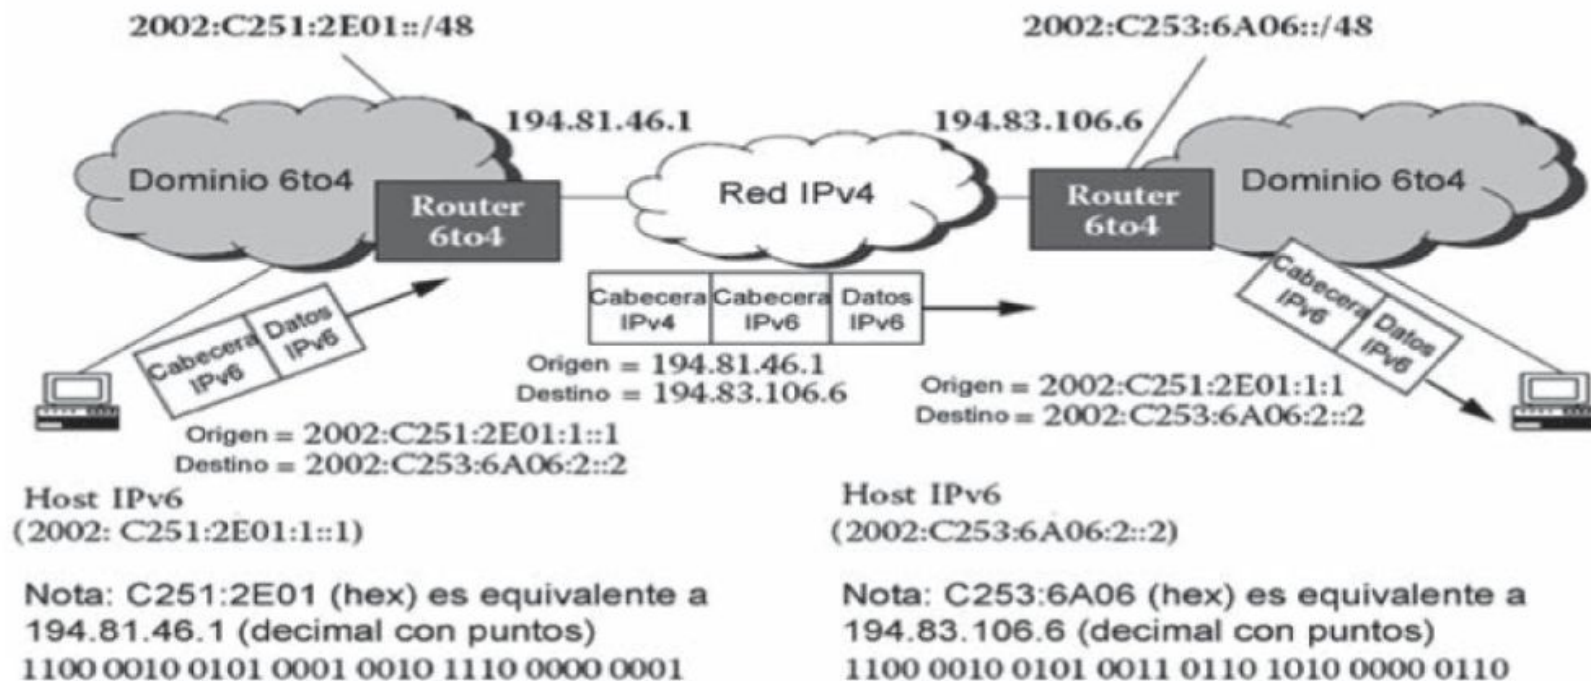 2002:C251:2E01::/48
2002:C253:6A06::/48
194.81.46.1
194.83.106.6
Dominio 6to4
Router
6to4
Red IPv4
Router
6to4
Dominio 6to4
Cabecera
IPv6
Datos
IPv6
Cabecera
IPv4
Cabecera
IPv6
Datos
IPv6
Cabecera
IPv6
Datos
IPv6
Origen = 194.81.46.1
Destino = 194.83.106.6
Origen = 2002:C251:2E01:1:1
Destino = 2002:C253:6A06:2::2
Origen = 2002:C251:2E01:1::1
Destino = 2002:C253:6A06:2::2
Host IPv6
(2002: C251:2E01:1::1)
Host IPv6
(2002:C253:6A06:2::2)
Nota: C251:2E01 (hex) es equivalente a
194.81.46.1 (decimal con puntos)
1100 0010 0101 0001 0010 1110 0000 0001
Nota: C253:6A06 (hex) es equivalente a
194.83.106.6 (decimal con puntos)
1100 0010 0101 0011 0110 1010 0000 0110